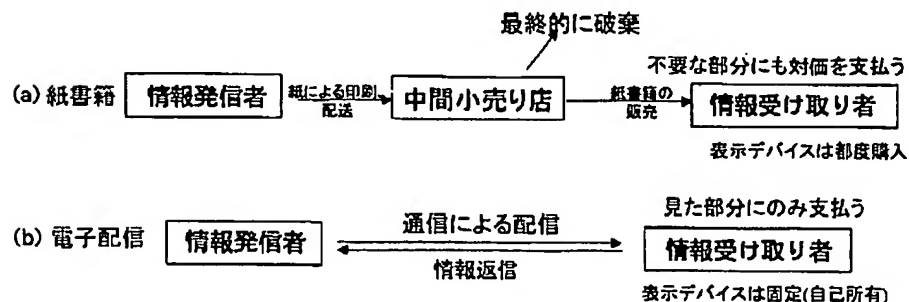 最終的に破棄
不要な部分にも対価を支払う
(a) 紙書籍 情報発信者 紙による印刷 配送 中間小売り店 紙書籍の 販売 情報受け取り者
表示デバイスは都度購入
見た部分にのみ支払う
(b) 電子配信 情報発信者 通信による配信 情報返信 情報受け取り者
表示デバイスは固定(自己所有)